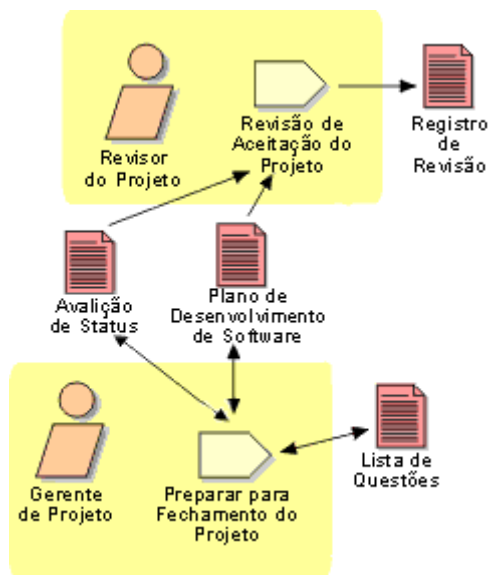 Revisor
do Projeto
Revisão de
Aceitação do
Projeto
Registro
de
Revisão
Avalição
de Status
Plano de
Desenvolvimento
de Software
Gerente
de Projeto
Preparar para
Fechamento do
Projeto
Lista de
Questões